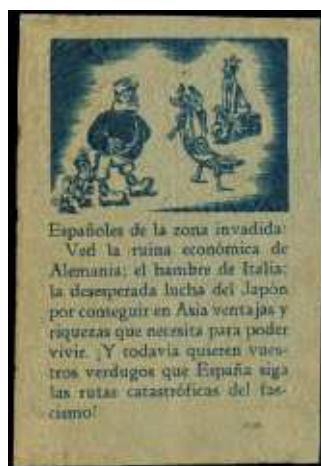 Españoles de la zona invadida:
Ved la ruina económica de
Alemania; el hambre de Italia;
la desesperada lucha del Japón
por conseguir en Asia ventajas y
riquezas que necesita para poder
vivir. ¡Y todavía quieren vues-
tros verdugos que España siga
las rutas catastróficas del fas-
cismo!